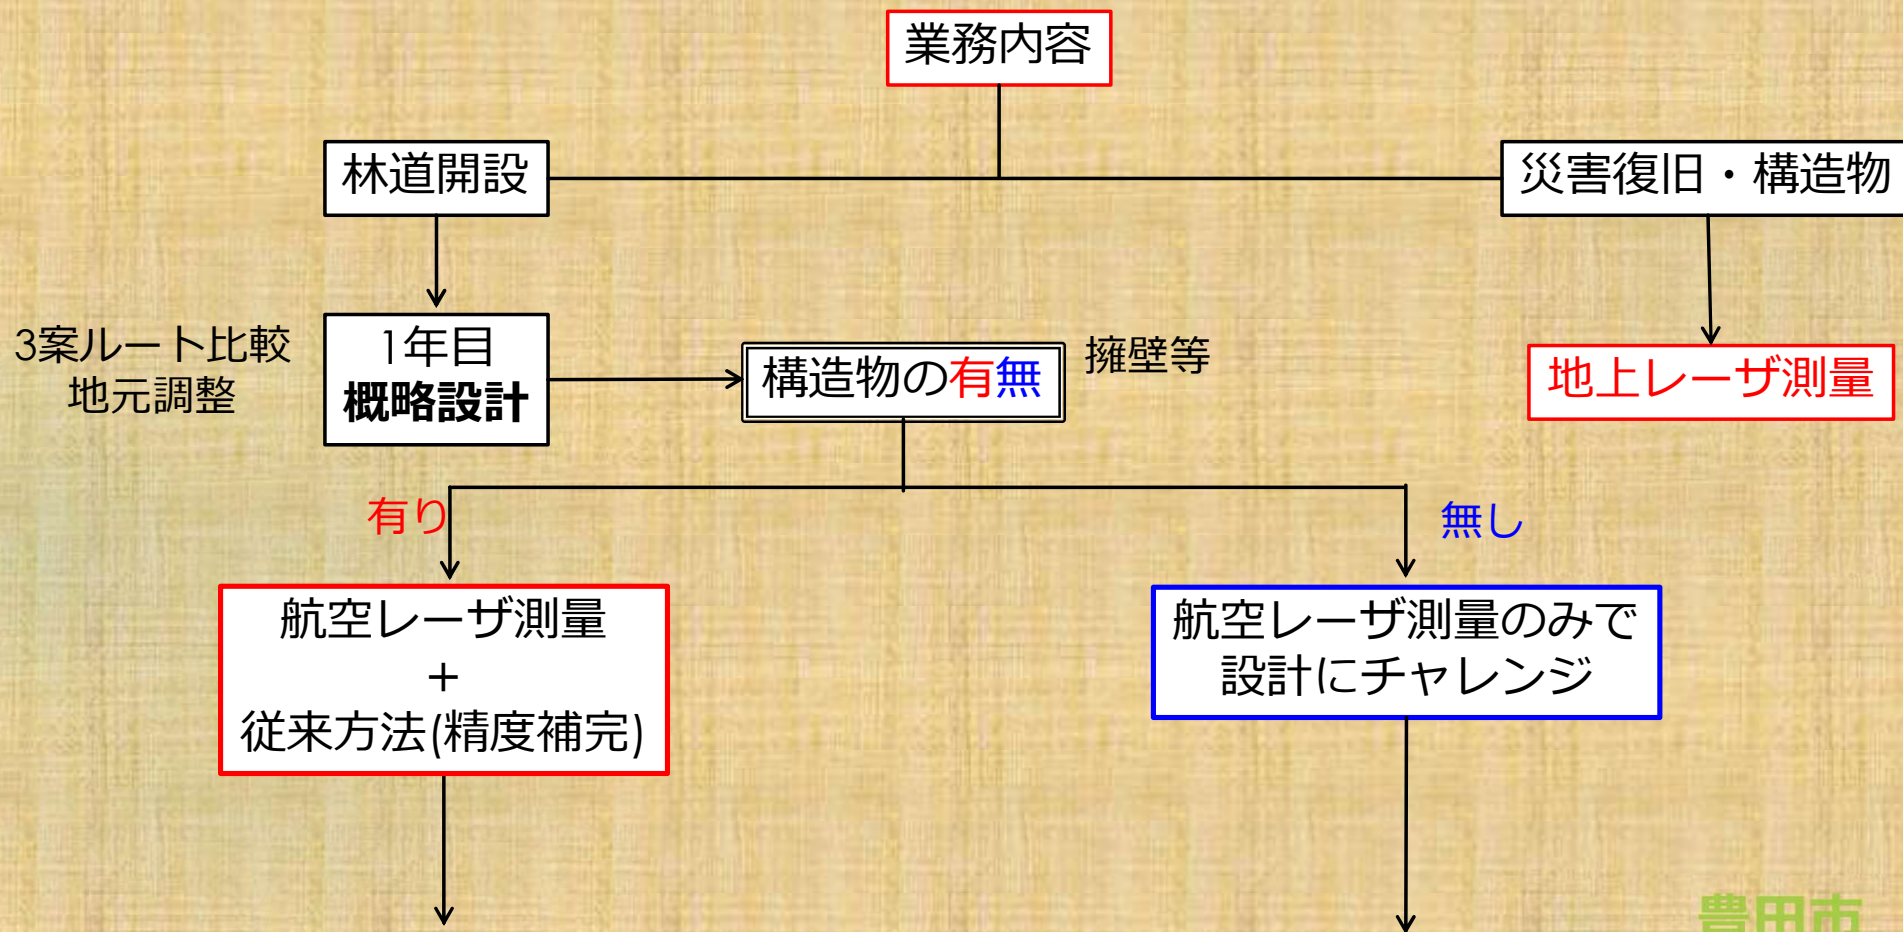 業務内容
林道開設
災害復旧・構造物
3案ルート比較
地元調整
1年目
概略設計
構造物の有無
擁壁等
地上レーザ測量
有り
無し
航空レーザ測量
+
従来方法(精度補完)
航空レーザ測量のみで
設計にチャレンジ
豊田市